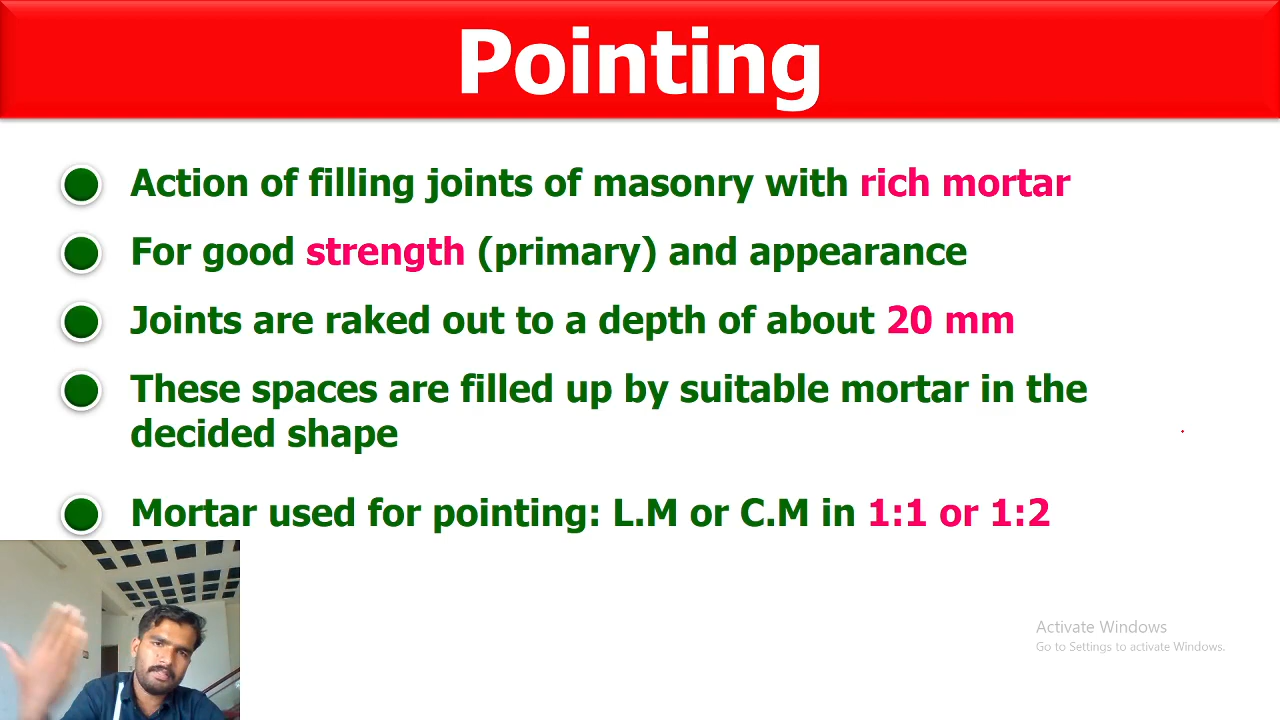 Pointing
Action of filling joints of masonry with rich mortar
For good strength (primary) and appearance
Joints are raked out to a depth of about 20 mm
These spaces are filled up by suitable mortar in the
decided shape
Mortar used for pointing: L.M or C.M in 1:1 or 1:2
Activate Windows
Go to Settings to activate Windows.